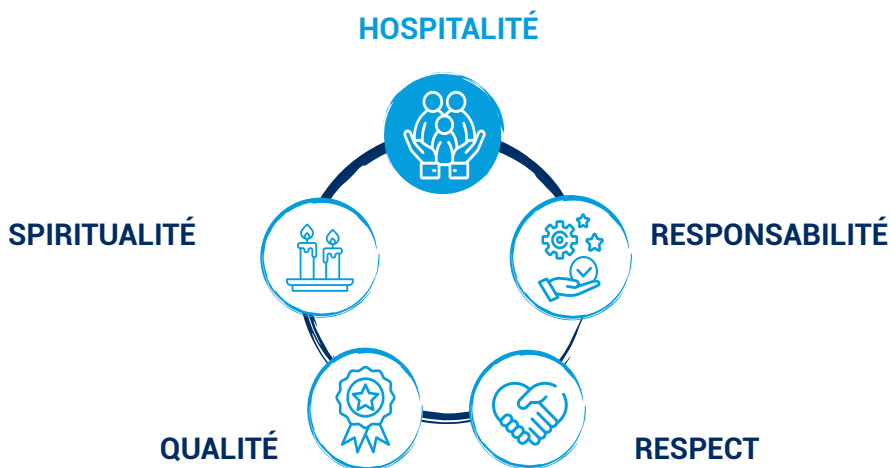 HOSPITALITÉ
SPIRITUALITÉ
RESPONSABILITÉ
QUALITÉ
RESPECT